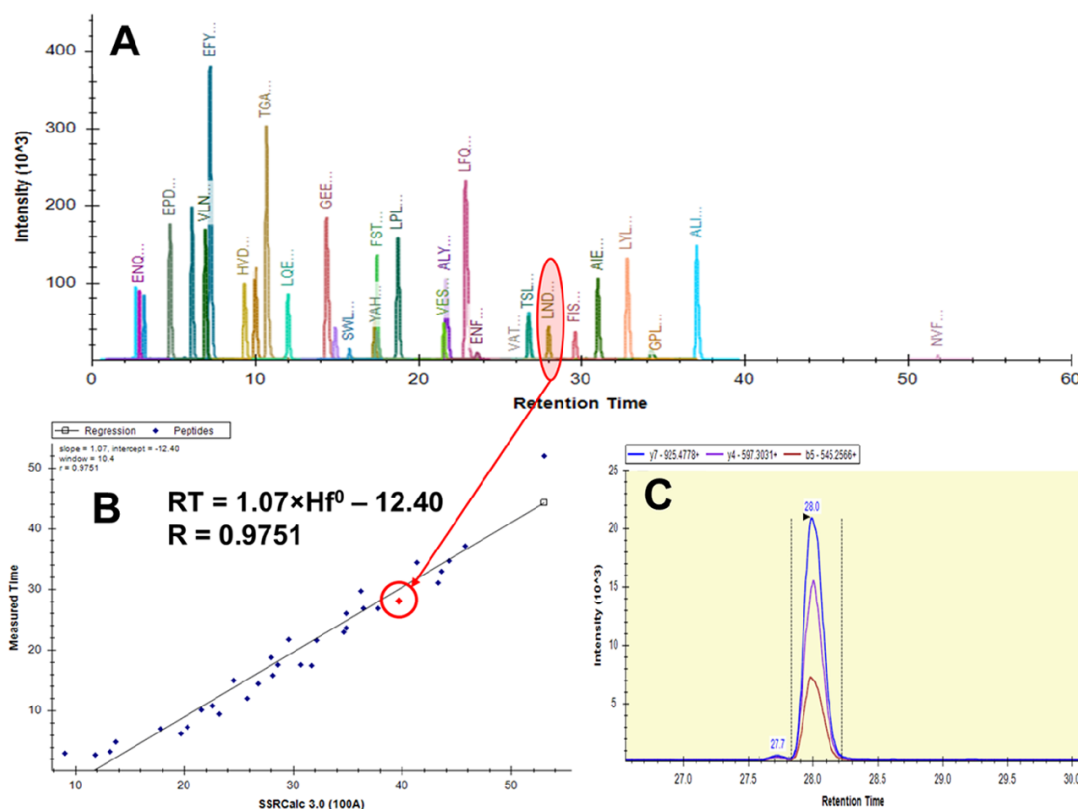 A
400
300
200
100
0
Intensity (10^3)
ENQ...
EPD...
VLN...
EFY...
HVD...
TGA...
LQE...
GEE...
SWL...
YAH...
FST...
LPL...
VES...
ALY...
LFQ...
ENF...
VAT...
TSL...
LND...
FIS...
AIE...
LYL...
GPL...
ALI...
NVF...
0 10 20 30 40 50 60
Retention Time
Regression Peptides
slope = 1.07, intercept = -12.40
window = 10.4
r = 0.9751
B
RT = 1.07×Hf⁰ – 12.40
R = 0.9751
50
40
30
20
10
Measured Time
10 20 30 40 50
SSRCalc 3.0 (100A)
y7 - 925.4778+ y4 - 597.3031+ b5 - 545.2566+
C
25
20
15
10
5
Intensity (10^3)
28.0
27.7
27.0 27.5 28.0 28.5 29.0 29.5 30.0
Retention Time